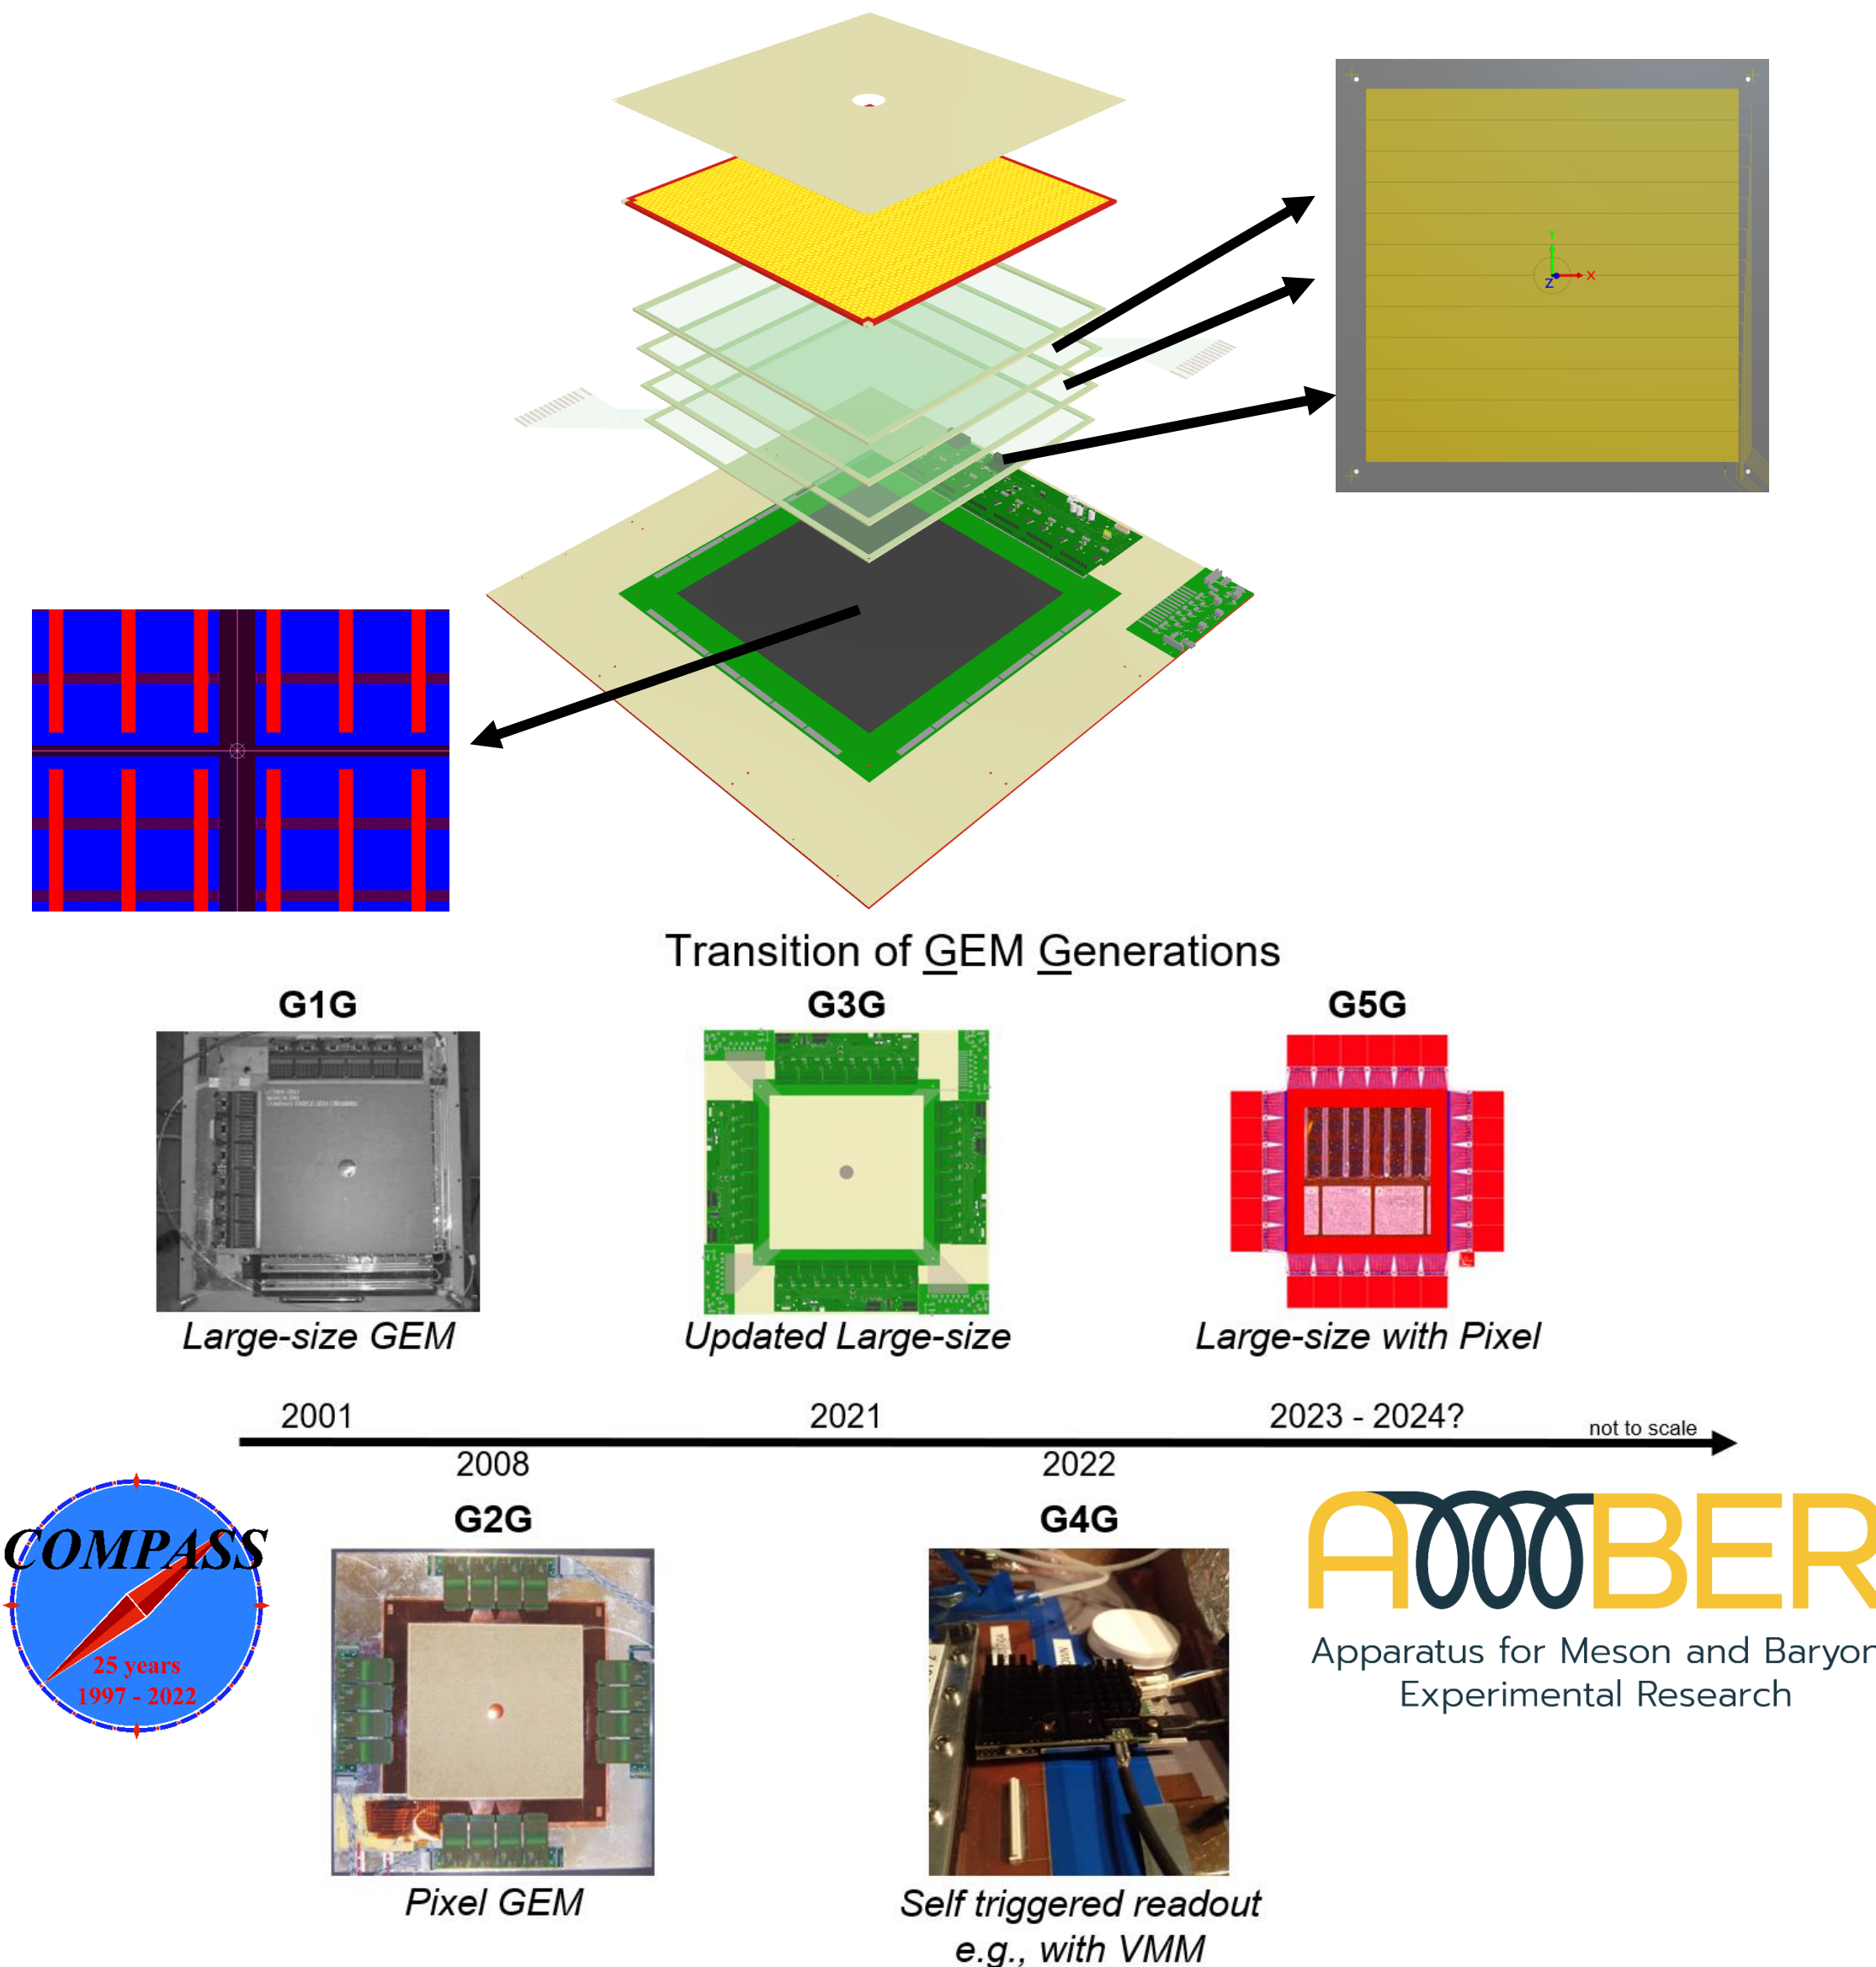 Y
X
Z
Transition of GEM Generations
G1G
G3G
G5G
Large-size GEM
Updated Large-size
Large-size with Pixel
2001
2021
2023 - 2024?
not to scale
2008
2022
G2G
G4G
COMPASS
25 years
1997 - 2022
AMBER
Apparatus for Meson and Baryon
Experimental Research
Pixel GEM
Self triggered readout
e.g., with VMM